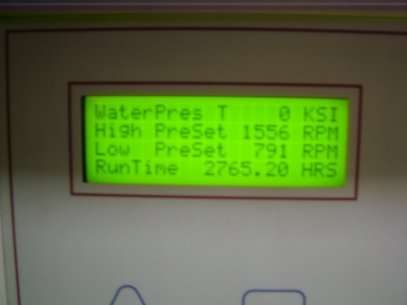 WaterPres T 0 KSI
High PreSet 1556 RPM
Low PreSet 791 RPM
RunTime 2765.20 HRS